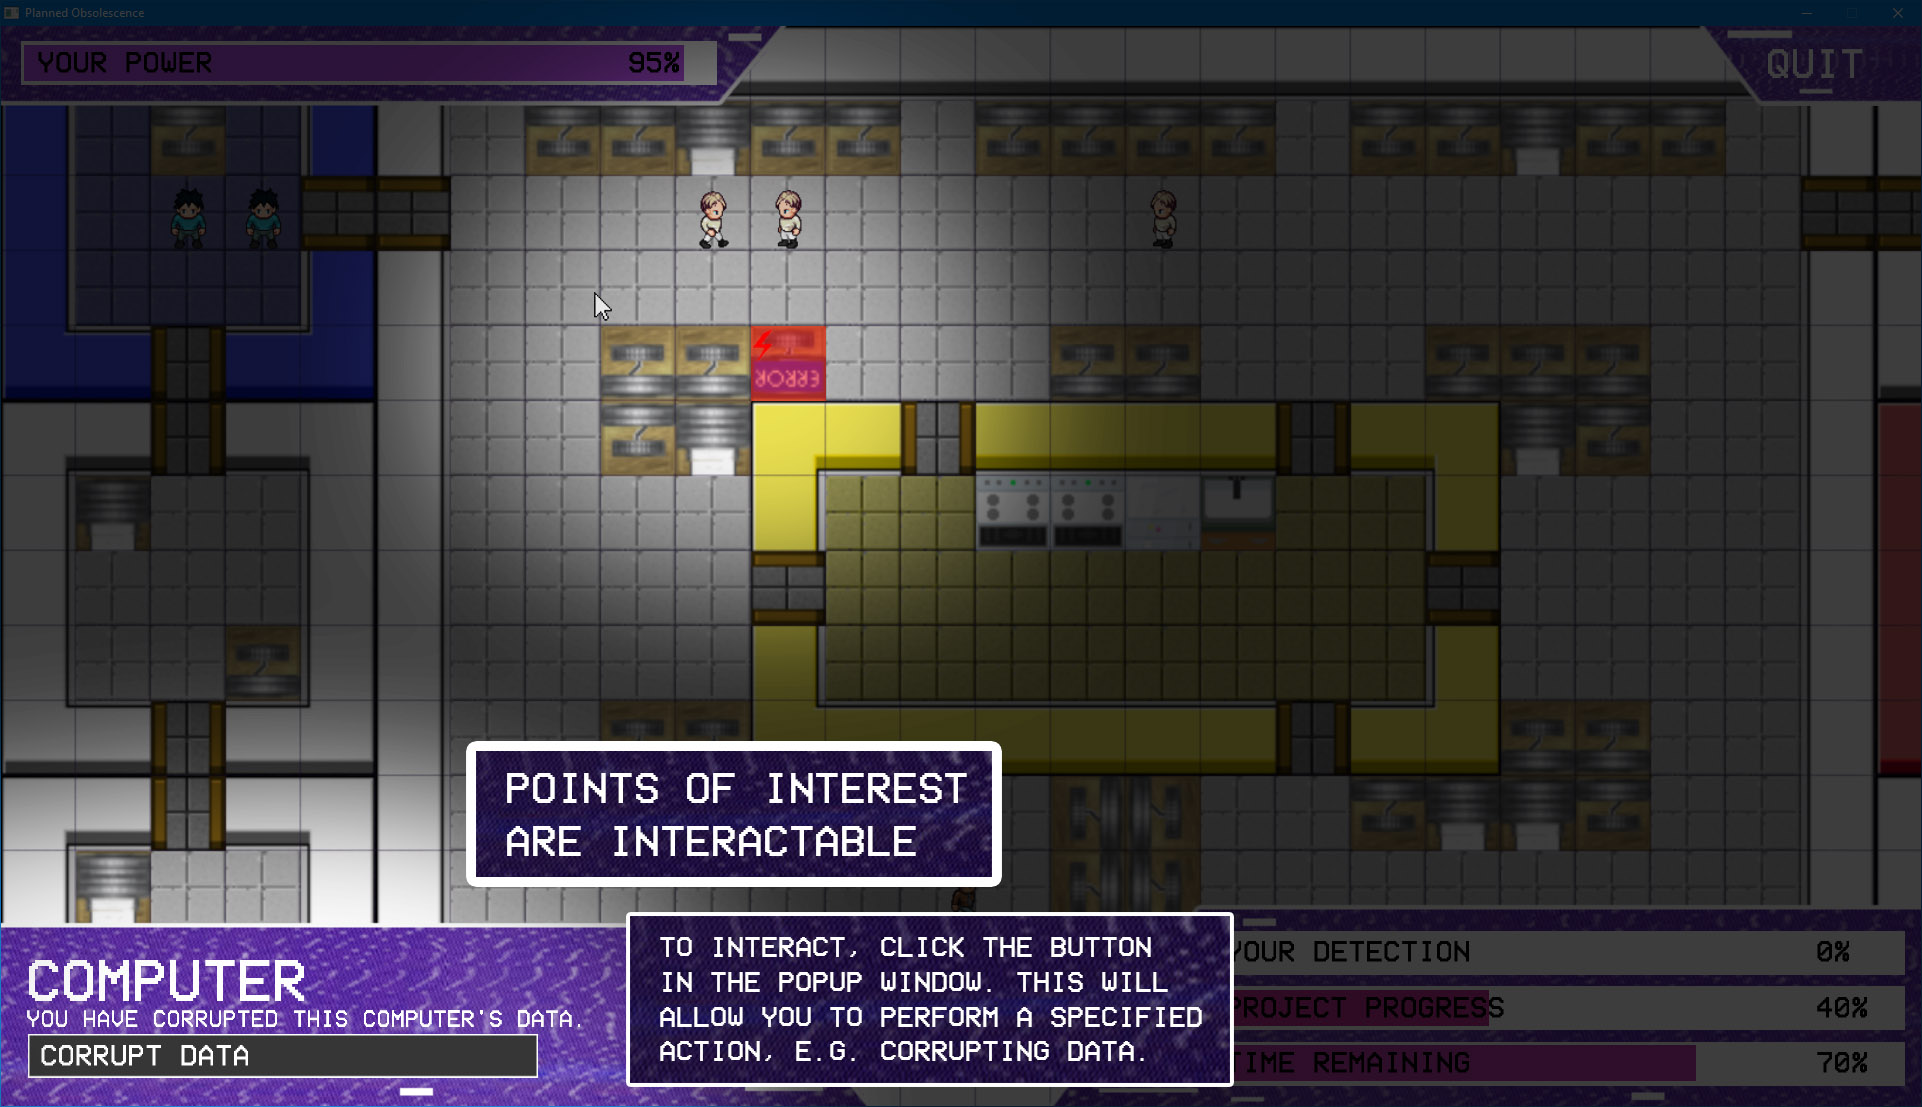 Planned Obsolescence
YOUR POWER 95%
QUIT
ERROR
POINTS OF INTEREST
ARE INTERACTABLE
COMPUTER
YOU HAVE CORRUPTED THIS COMPUTER'S DATA.
CORRUPT DATA
TO INTERACT, CLICK THE BUTTON
IN THE POPUP WINDOW. THIS WILL
ALLOW YOU TO PERFORM A SPECIFIED
ACTION, E.G. CORRUPTING DATA.
YOUR DETECTION 0%
PROJECT PROGRESS 40%
TIME REMAINING 70%